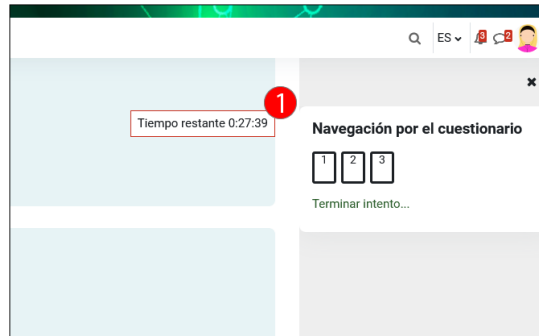 ES
3
2
1
Tiempo restante 0:27:39
Navegación por el cuestionario
1 2 3
Terminar intento...